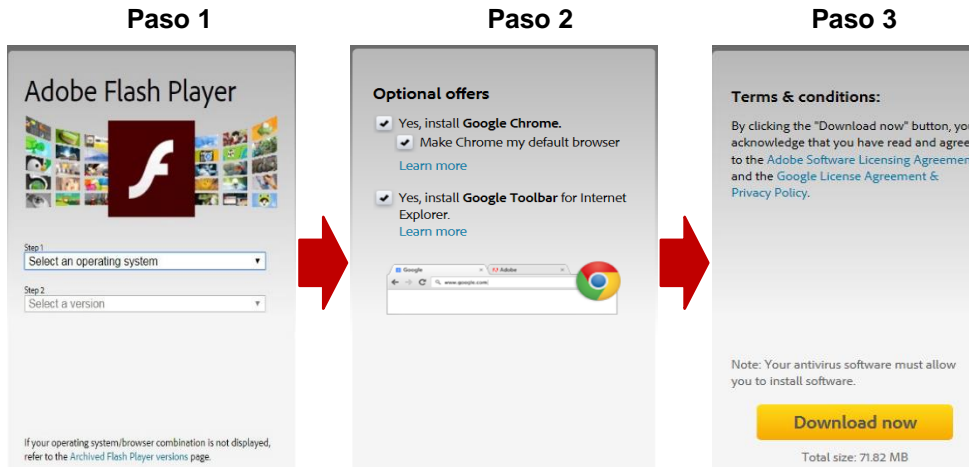 Paso 1
Adobe Flash Player
Step 1
Select an operating system
Step 2
Select a version
If your operating system/browser combination is not displayed,
refer to the Archived Flash Player versions page.
Paso 2
Optional offers
Yes, install Google Chrome.
Make Chrome my default browser
Learn more
Yes, install Google Toolbar for Internet
Explorer.
Learn more
Google
Adobe
www.google.com
Paso 3
Terms & conditions:
By clicking the "Download now" button, you
acknowledge that you have read and agree
to the Adobe Software Licensing Agreemen
and the Google License Agreement &
Privacy Policy.
Note: Your antivirus software must allow
you to install software.
Download now
Total size: 71.82 MB